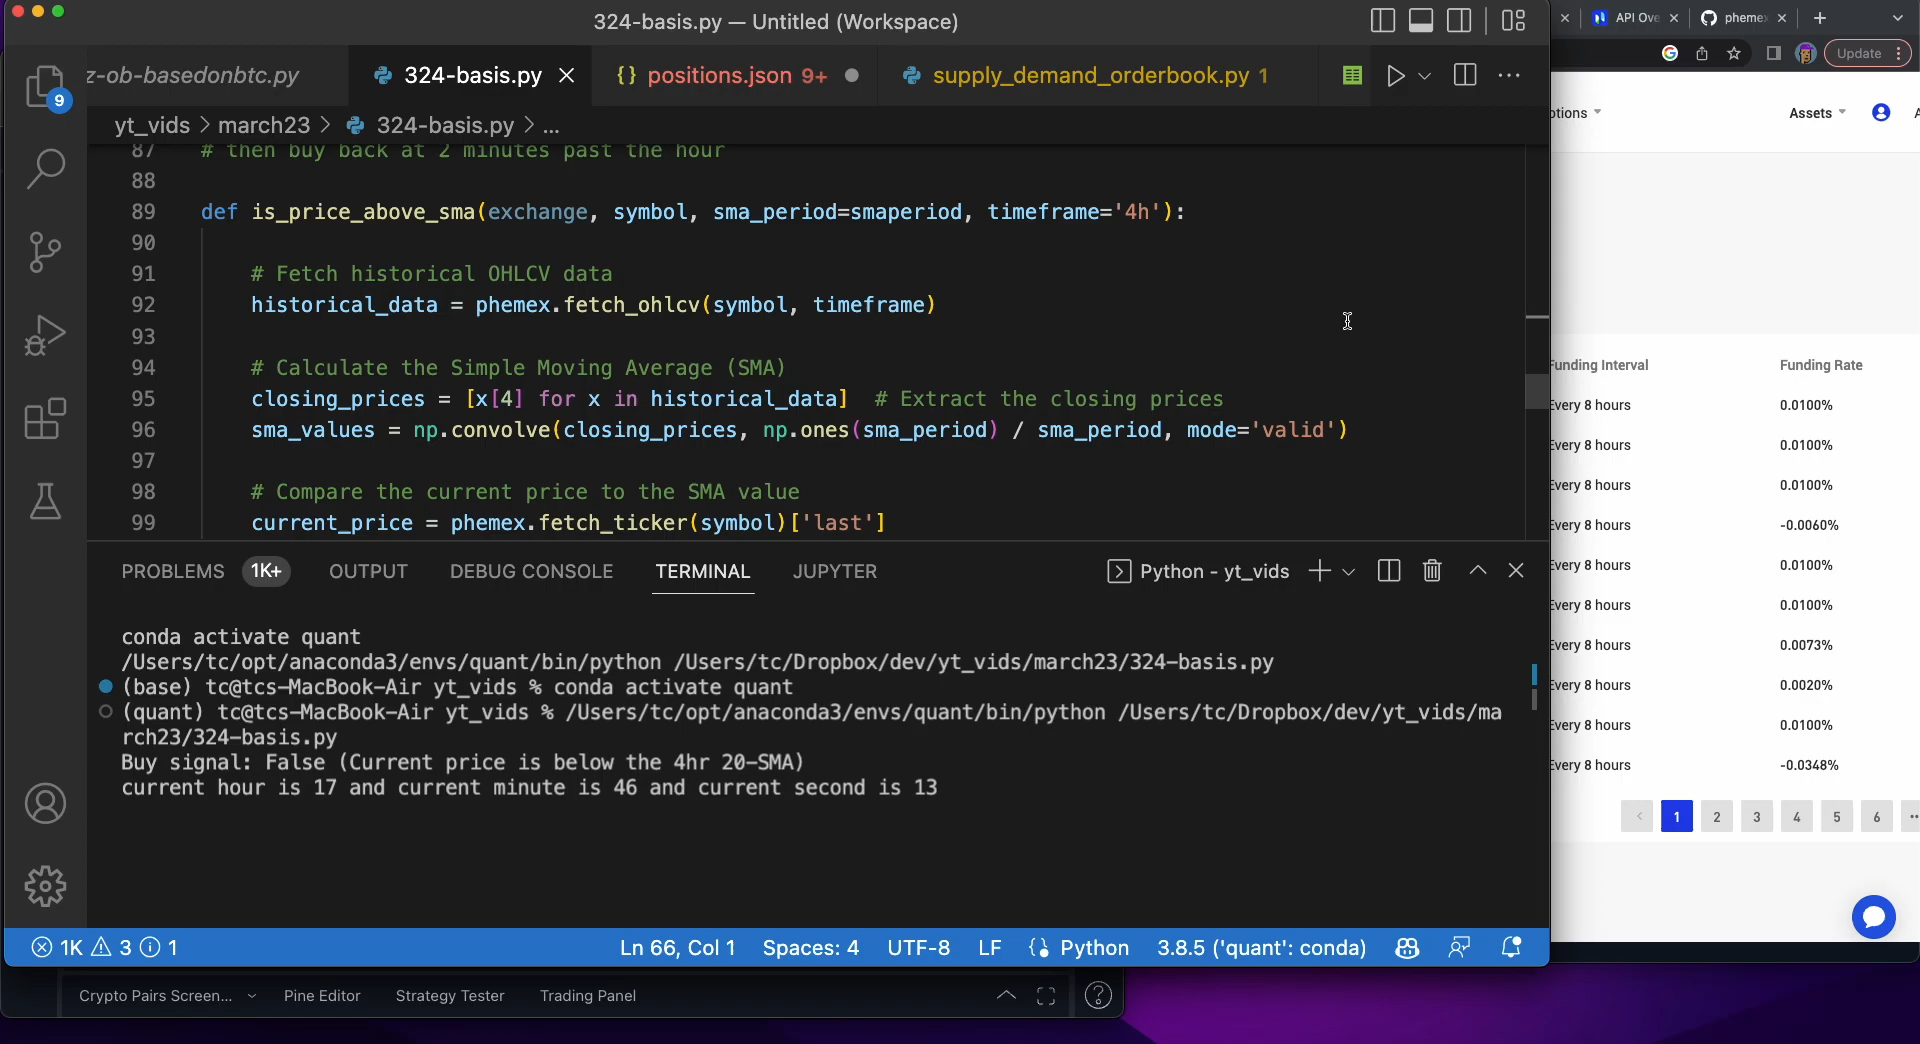 324-basis.py — Untitled (Workspace)
z-ob-basedonbtc.py
324-basis.py
{} positions.json 9+
supply_demand_orderbook.py 1
yt_vids > march23 > 324-basis.py > ...
87 # then buy back at 2 minutes past the hour
88
89 def is_price_above_sma(exchange, symbol, sma_period=smaperiod, timeframe='4h'):
90
91 # Fetch historical OHLCV data
92 historical_data = phemex.fetch_ohlcv(symbol, timeframe)
93
94 # Calculate the Simple Moving Average (SMA)
95 closing_prices = [x[4] for x in historical_data]  # Extract the closing prices
96 sma_values = np.convolve(closing_prices, np.ones(sma_period) / sma_period, mode='valid')
97
98 # Compare the current price to the SMA value
99 current_price = phemex.fetch_ticker(symbol)['last']
PROBLEMS 1K+ OUTPUT DEBUG CONSOLE TERMINAL JUPYTER
Python - yt_vids
conda activate quant
/Users/tc/opt/anaconda3/envs/quant/bin/python /Users/tc/Dropbox/dev/yt_vids/march23/324-basis.py
(base) tc@tcs-MacBook-Air yt_vids % conda activate quant
(quant) tc@tcs-MacBook-Air yt_vids % /Users/tc/opt/anaconda3/envs/quant/bin/python /Users/tc/Dropbox/dev/yt_vids/ma
rch23/324-basis.py
Buy signal: False (Current price is below the 4hr 20-SMA)
current hour is 17 and current minute is 46 and current second is 13
9
1K 3 1
Ln 66, Col 1 Spaces: 4 UTF-8 LF Python 3.8.5 ('quant': conda)
Crypto Pairs Screen... Pine Editor Strategy Tester Trading Panel
API Ove
pheme
Update
ptions
Assets
Funding Interval Funding Rate
Every 8 hours 0.0100%
Every 8 hours 0.0100%
Every 8 hours 0.0100%
Every 8 hours -0.0060%
Every 8 hours 0.0100%
Every 8 hours 0.0100%
Every 8 hours 0.0073%
Every 8 hours 0.0020%
Every 8 hours 0.0100%
Every 8 hours -0.0348%
< 1 2 3 4 5 6 ••